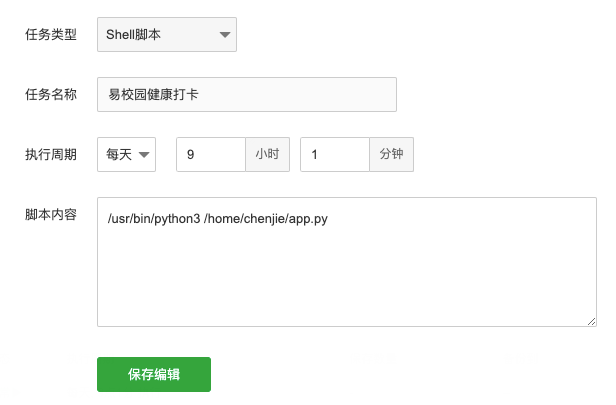 任务类型 Shell脚本
任务名称 易校园健康打卡
执行周期 每天 9 小时 1 分钟
脚本内容 /usr/bin/python3 /home/chenjie/app.py
保存编辑